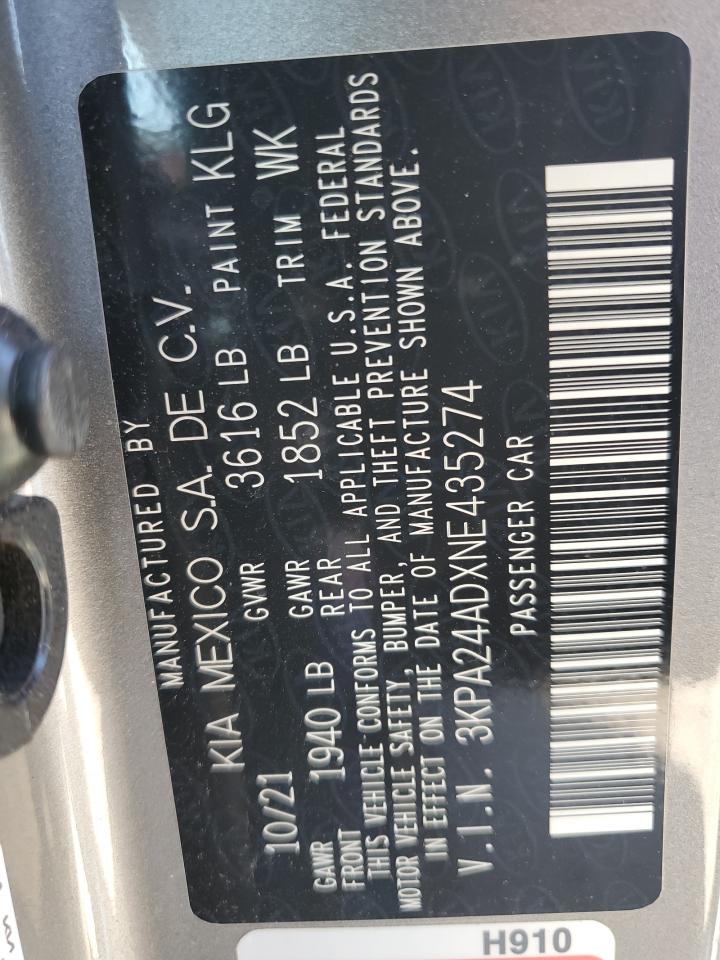 MANUFACTURED BY
KIA MEXICO S.A. DE C.V.
10/21 GVWR 3616 LB PAINT KLG
GAWR FRONT 1940 LB GAWR REAR 1852 LB TRIM WK
THIS VEHICLE CONFORMS TO ALL APPLICABLE U.S.A. FEDERAL
MOTOR VEHICLE SAFETY, BUMPER, AND THEFT PREVENTION STANDARDS
IN EFFECT ON THE DATE OF MANUFACTURE SHOWN ABOVE.
V.I.N. 3KPA24ADXNE435274
PASSENGER CAR
H910